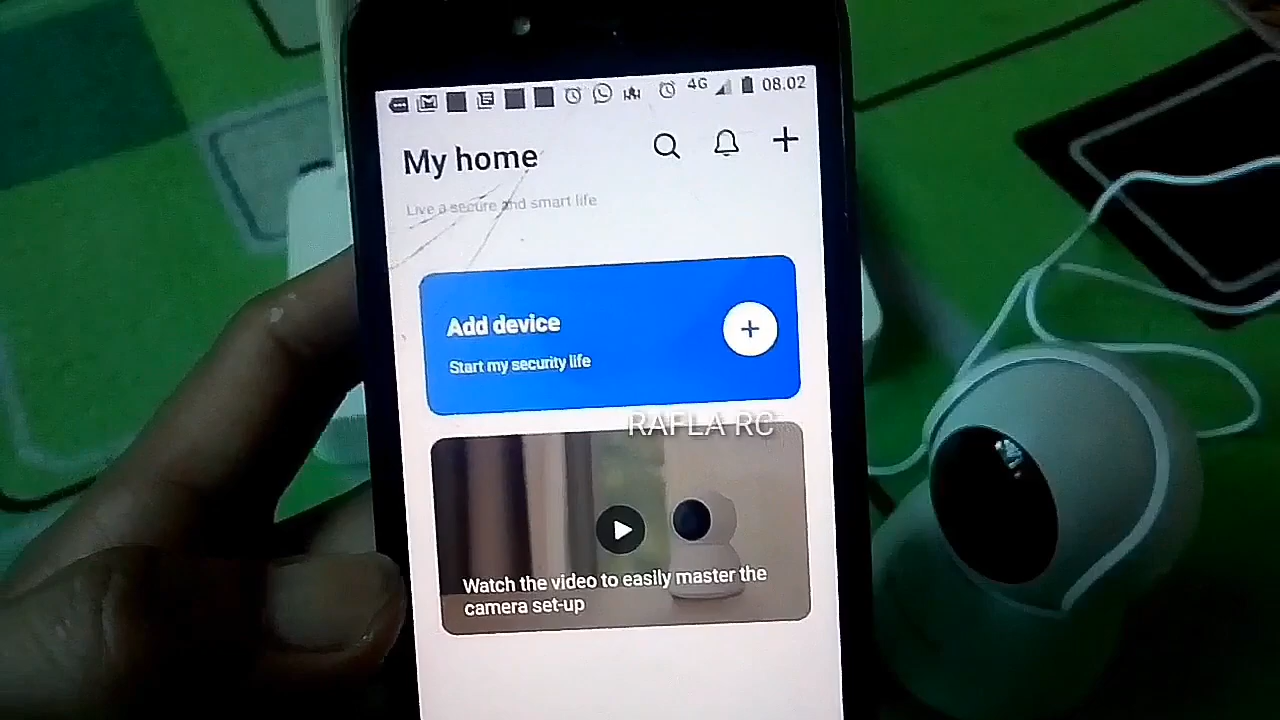 4G 08.02
My home
Live a secure and smart life
Add device
Start my security life
RAFLA RC
Watch the video to easily master the
camera set-up